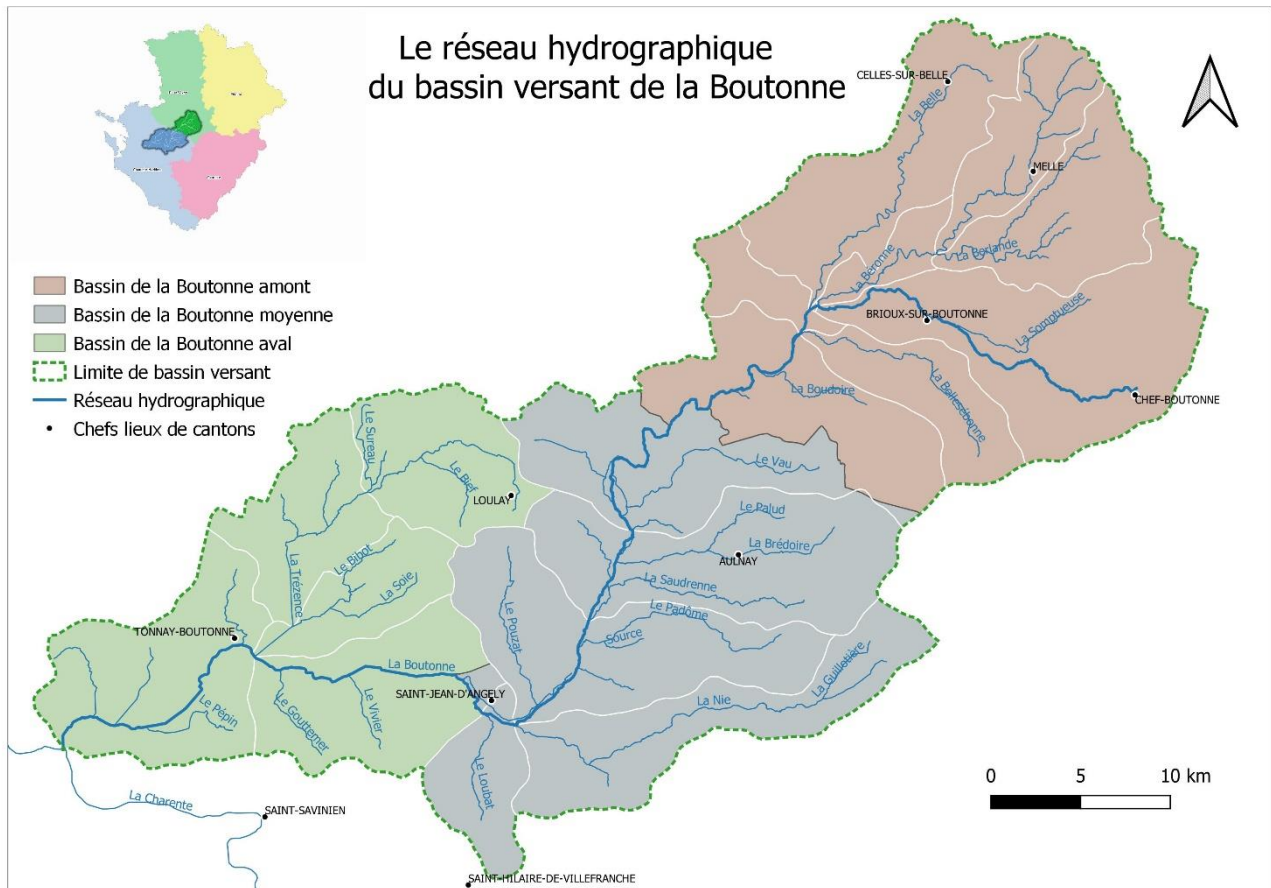 Le réseau hydrographique
du bassin versant de la Boutonne
Bassin de la Boutonne amont
Bassin de la Boutonne moyenne
Bassin de la Boutonne aval
Limite de bassin versant
Réseau hydrographique
Chefs lieux de cantons
CELLES-SUR-BELLE
La Belle
MELLE
La Berlande
La Béronne
BRIOUX-SUR-BOUTONNE
La Somptueuse
La Boudoire
La Bellesébonne
CHEF-BOUTONNE
Le Sureau
Le Bief
LOULAY
Le Vau
Le Palud
La Brédoire
AULNAY
La Trézence
Le Bibot
La Soie
Le Pouzat
La Saudrenne
Le Padôme
Source
TONNAY-BOUTONNE
La Boutonne
La Guillotière
SAINT-JEAN-D'ANGELY
La Nie
Le Pépin
Le Gouttemer
Le Vivier
Le Loubat
La Charente
SAINT-SAVINIEN
SAINT-HILAIRE-DE-VILLEFRANCHE
0 5 10 km